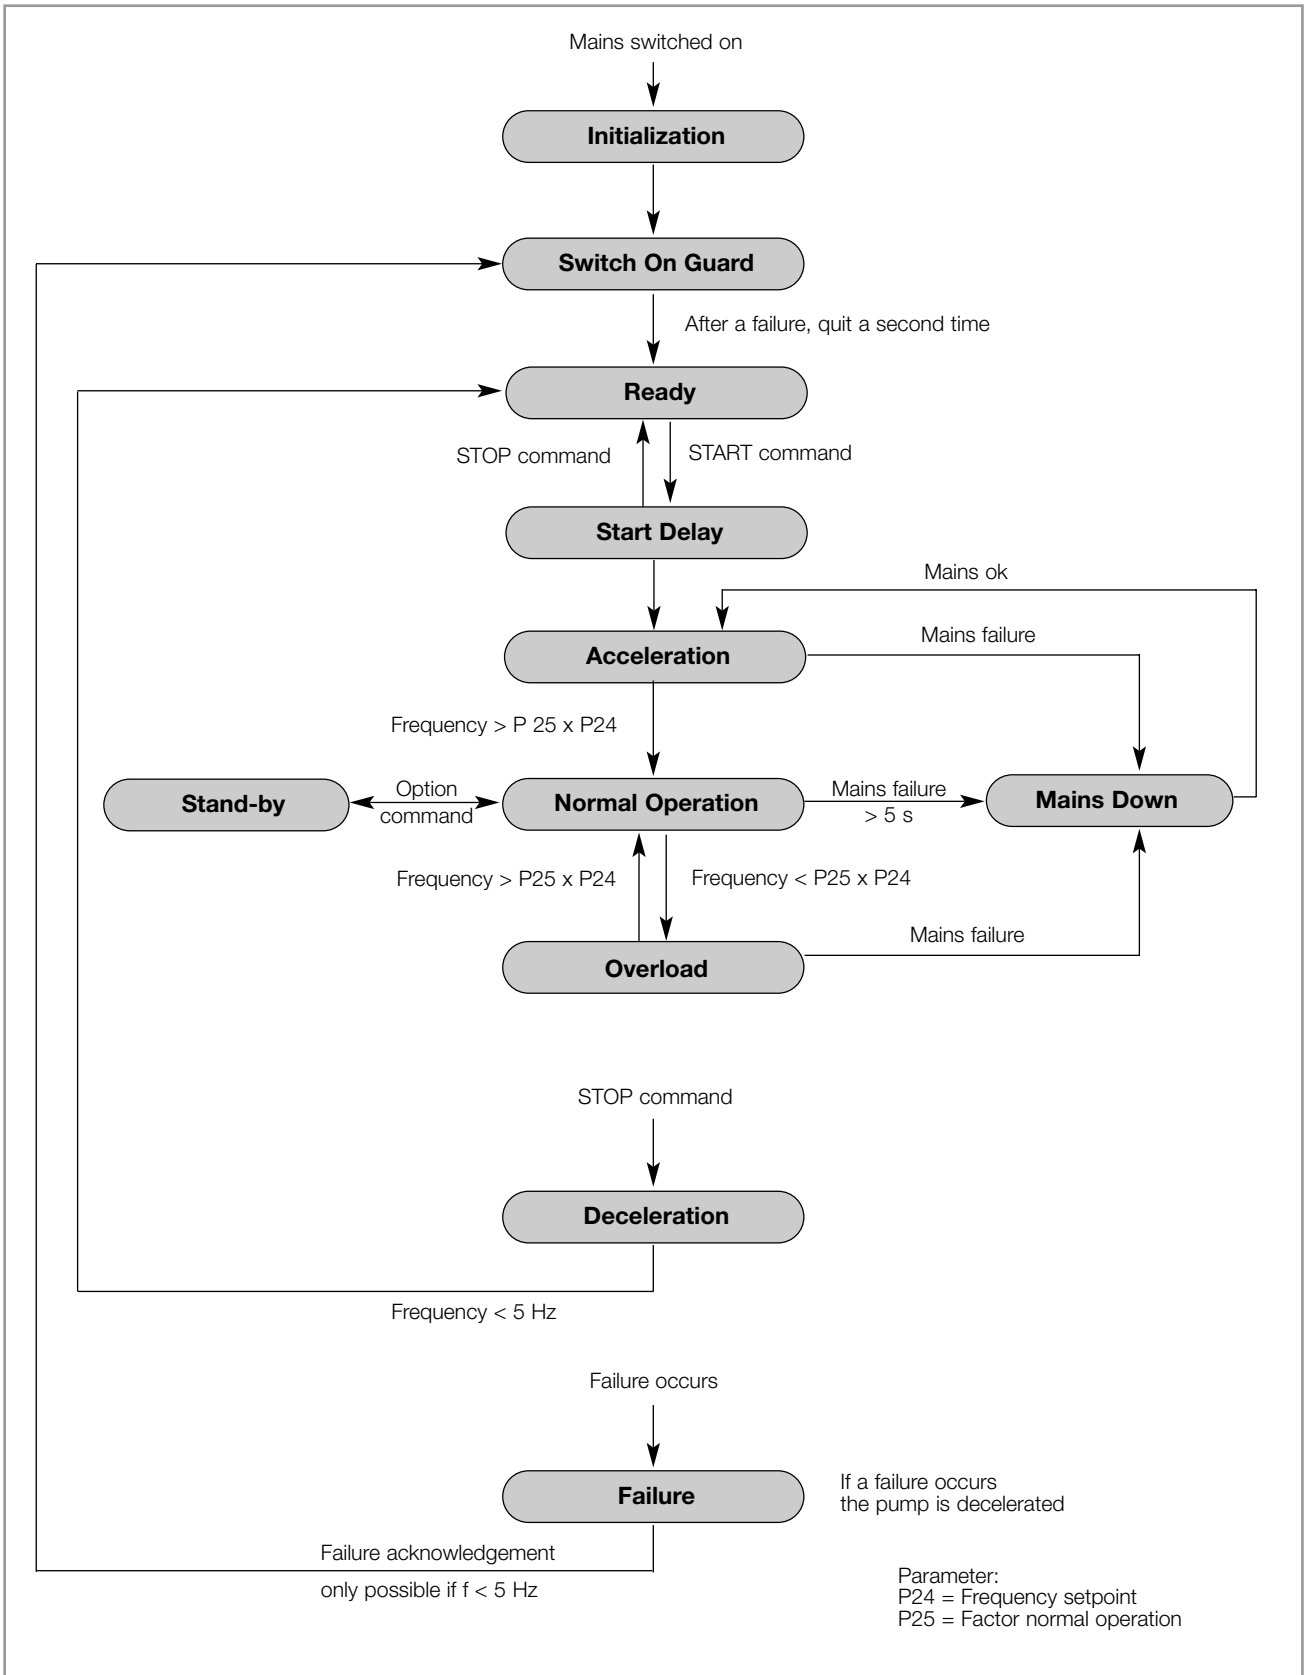 Mains switched on
Initialization
Switch On Guard
After a failure, quit a second time
Ready
STOP command
START command
Start Delay
Mains ok
Mains failure
Acceleration
Frequency > P 25 x P24
Stand-by
Option
command
Normal Operation
Mains failure
> 5 s
Mains Down
Frequency > P25 x P24
Frequency < P25 x P24
Mains failure
Overload
STOP command
Deceleration
Frequency < 5 Hz
Failure occurs
Failure
If a failure occurs
the pump is decelerated
Failure acknowledgement
only possible if f < 5 Hz
Parameter:
P24 = Frequency setpoint
P25 = Factor normal operation